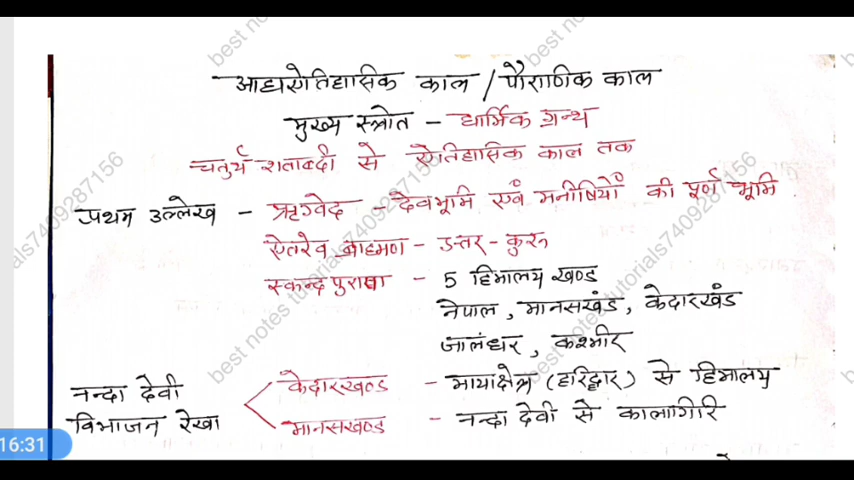 आद्यऐतिहासिक काल / पौराणिक काल
मुख्य स्त्रोत - धार्मिक ग्रन्थ
चतुर्थ शताब्दी से ऐतिहासिक काल तक
प्रथम उल्लेख - ऋग्वेद - देवभूमि एवं मनीषियों की पूर्ण भूमि
ऐतरेव ब्राह्मण - उत्तर - कुरू
स्कन्द पुराण - 5 हिमालय खण्ड
नेपाल, मानसखंड, केदारखंड
जालंधर, कश्मीर
नन्दा देवी विभाजन रेखा
केदारखण्ड - मायाक्षेत्र (हरिद्वार) से हिमालय
मानसखण्ड - नन्दा देवी से कालागिरि
16:31
best notes tutorials7409287156